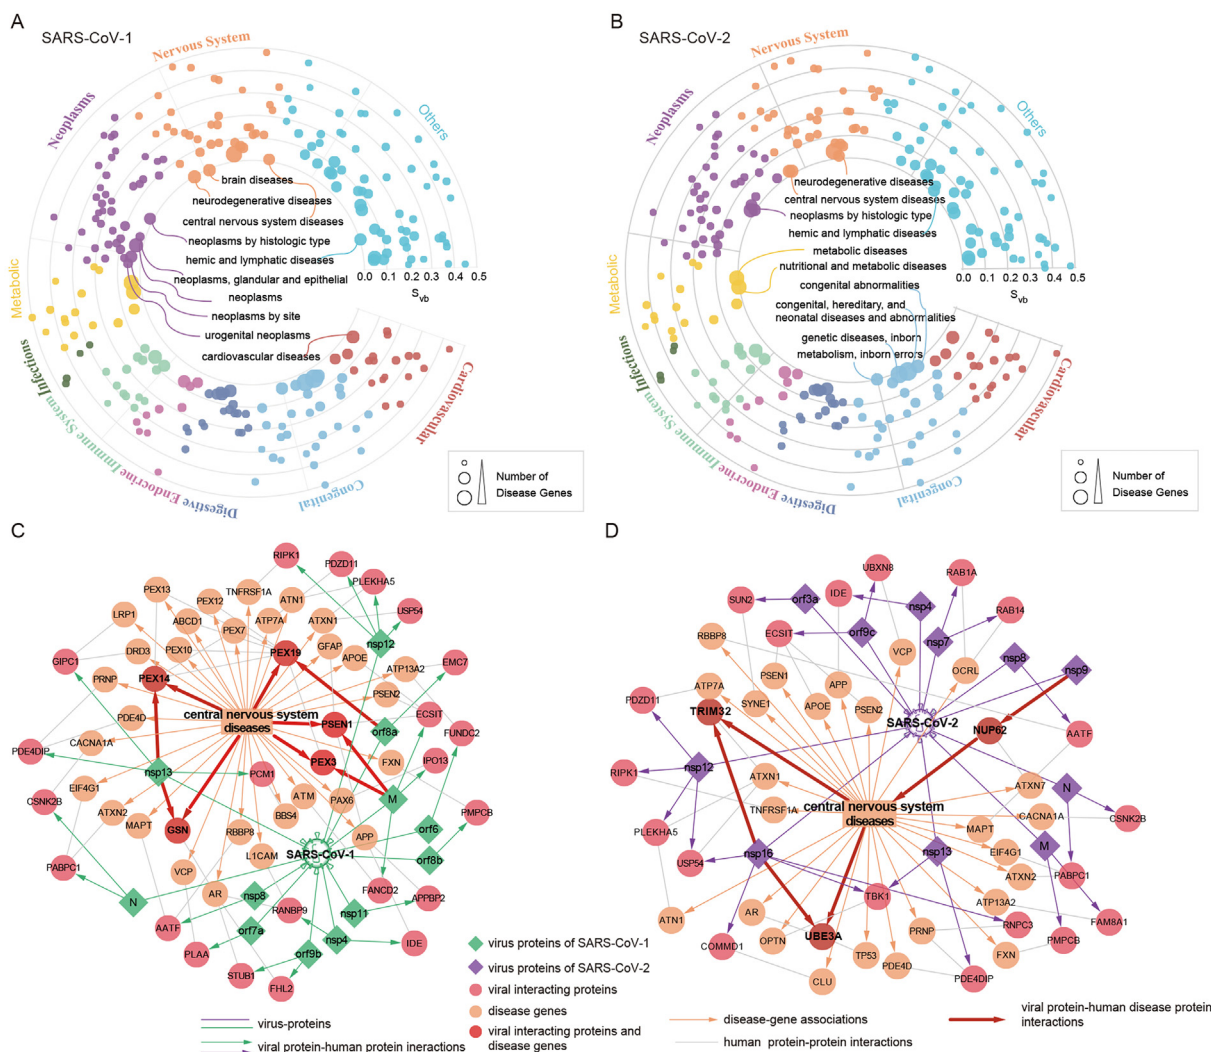 A
SARS-CoV-1
Nervous System
Neoplasms
Others
Metabolic
Infections
Immune System
Endocrine
Digestive
Congenital
Cardiovascular
brain diseases
neurodegenerative diseases
central nervous system diseases
neoplasms by histologic type
hemic and lymphatic diseases
neoplasms, glandular and epithelial
neoplasms
neoplasms by site
urogenital neoplasms
cardiovascular diseases
0.0 0.1 0.2 0.3 0.4 0.5
Svb
Number of
Disease Genes
B
SARS-CoV-2
Nervous System
Neoplasms
Others
Metabolic
Infections
Immune System
Endocrine
Digestive
Congenital
Cardiovascular
neurodegenerative diseases
central nervous system diseases
neoplasms by histologic type
hemic and lymphatic diseases
metabolic diseases
nutritional and metabolic diseases
congenital abnormalities
congenital, hereditary, and
neonatal diseases and abnormalities
genetic diseases, inborn
metabolism, inborn errors
0.0 0.1 0.2 0.3 0.4 0.5
Svb
Number of
Disease Genes
C
RIPK1
PDZD11
PLEKHA5
USP54
PEX13
PEX12
TNFRSF1A
ATN1
LRP1
ABCD1
PEX7
ATP7A
ATXN1
nsp12
DRD3
PEX10
PEX19
GFAP
APOE
GIPC1
PEX14
ATP13A2
EMC7
PRNP
PSEN2
PDE4D
central nervous system
diseases
PSEN1
orf8a
ECSIT
FUNDC2
CACNA1A
PDE4DIP
nsp13
PCM1
PEX3
FXN
IPO13
EIF4G1
ATM
CSNK2B
ATXN2
PAX6
M
BBS4
PMPCB
MAPT
GSN
RBBP8
APP
orf6
L1CAM
SARS-CoV-1
orf8b
PABPC1
VCP
AR
nsp8
FANCD2
APPBP2
N
RANBP9
nsp11
AATF
orf7a
nsp4
IDE
PLAA
orf9b
STUB1
FHL2
D
UBXN8
RAB1A
SUN2
orf3a
IDE
nsp4
RAB14
ECSIT
orf9c
nsp7
RBBP8
VCP
nsp8
OCRL
nsp9
PSEN1
APP
ATP7A
PDZD11
SYNE1
APOE
PSEN2
TRIM32
SARS-CoV-2
NUP62
AATF
RIPK1
nsp12
ATXN1
ATXN7
N
TNFRSF1A
central nervous system
diseases
CACNA1A
CSNK2B
PLEKHA5
MAPT
USP54
nsp16
nsp13
EIF4G1
M
ATXN2
PABPC1
TBK1
ATP13A2
ATN1
AR
PRNP
RNPC3
FAM8A1
COMMD1
OPTN
UBE3A
PMPCB
TP53
PDE4D
FXN
CLU
PDE4DIP
virus proteins of SARS-CoV-1
virus proteins of SARS-CoV-2
viral interacting proteins
disease genes
viral interacting proteins and
disease genes
virus-proteins
viral protein-human protein ineractions
disease-gene associations
human protein-protein interactions
viral protein-human disease protein
interactions